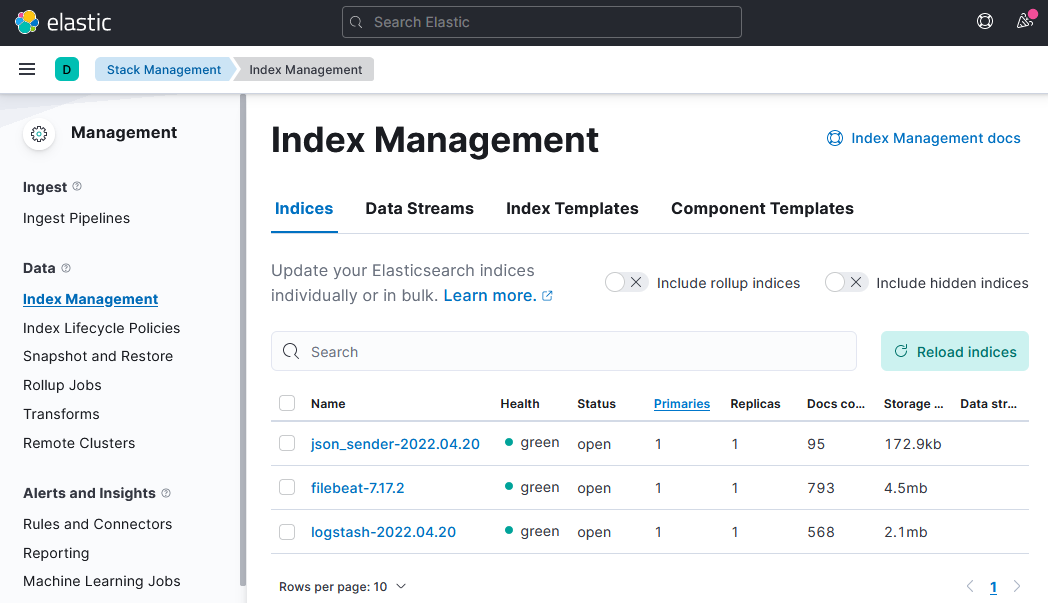 elastic
Search Elastic
D
Stack Management
Index Management
Management
Ingest
Ingest Pipelines
Data
Index Management
Index Lifecycle Policies
Snapshot and Restore
Rollup Jobs
Transforms
Remote Clusters
Alerts and Insights
Rules and Connectors
Reporting
Machine Learning Jobs
Index Management
Index Management docs
Indices Data Streams Index Templates Component Templates
Update your Elasticsearch indices
individually or in bulk. Learn more.
Include rollup indices
Include hidden indices
Search
Reload indices
Name Health Status Primaries Replicas Docs co... Storage ... Data str...
json_sender-2022.04.20 green open 1 1 95 172.9kb
filebeat-7.17.2 green open 1 1 793 4.5mb
logstash-2022.04.20 green open 1 1 568 2.1mb
Rows per page: 10
1